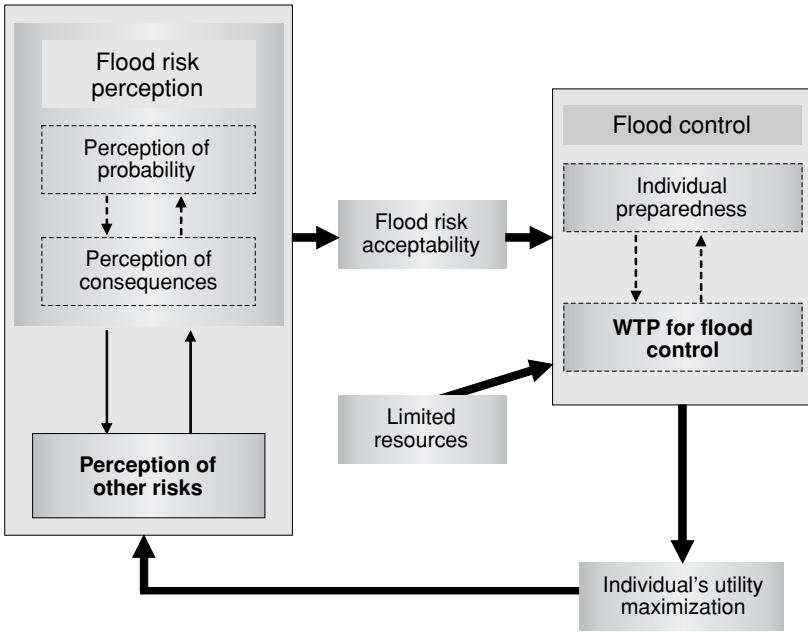 Flood risk
perception
Perception of
probability
Perception of
consequences
Perception of
other risks
Flood risk
acceptability
Limited
resources
Flood control
Individual
preparedness
WTP for flood
control
Individual's utility
maximization